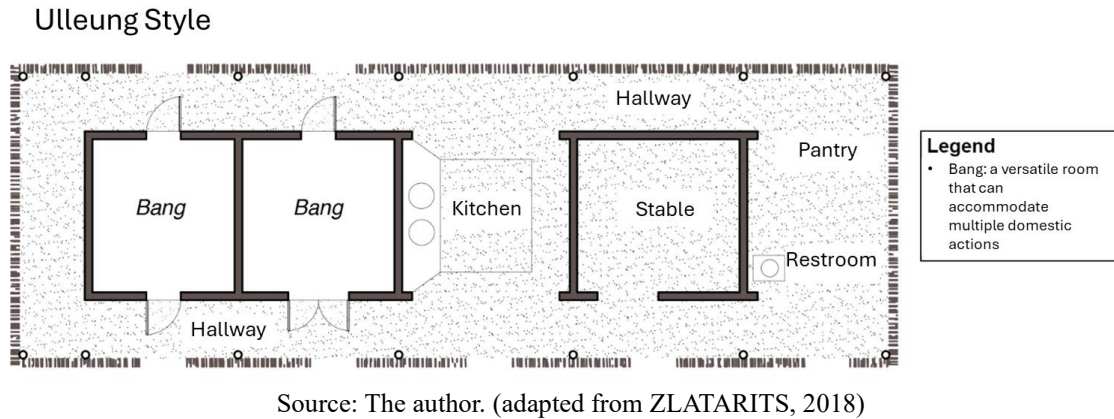 Ulleung Style
Hallway
Legend
• Bang: a versatile room
that can
accommodate
multiple domestic
actions
Pantry
Bang
Bang
Kitchen
Stable
Restroom
Hallway
Source: The author. (adapted from ZLATARITS, 2018)